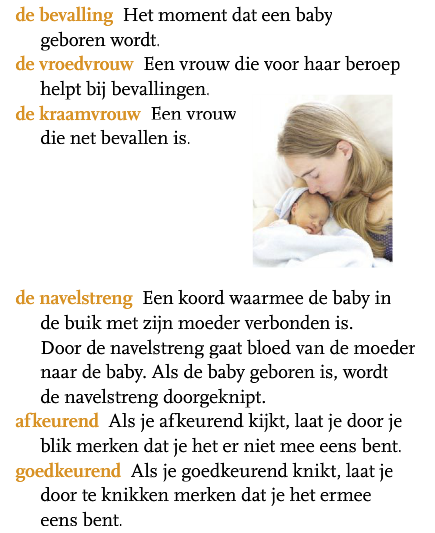 de bevalling Het moment dat een baby
geboren wordt.
de vroedvrouw Een vrouw die voor haar beroep
helpt bij bevallingen.
de kraamvrouw Een vrouw
die net bevallen is.
de navelstreng Een koord waarmee de baby in
de buik met zijn moeder verbonden is.
Door de navelstreng gaat bloed van de moeder
naar de baby. Als de baby geboren is, wordt
de navelstreng doorgeknipt.
afkeurend Als je afkeurend kijkt, laat je door je
blik merken dat je het er niet mee eens bent.
goedkeurend Als je goedkeurend knikt, laat je
door te knikken merken dat je het ermee
eens bent.